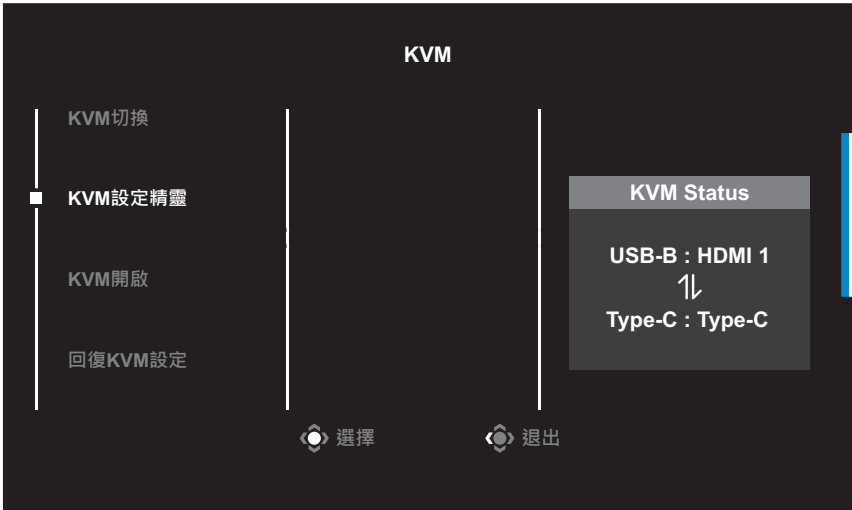 KVM
KVM切換
KVM設定精靈
KVM開啟
回復KVM設定
KVM Status
USB-B : HDMI 1
Type-C : Type-C
選擇
退出